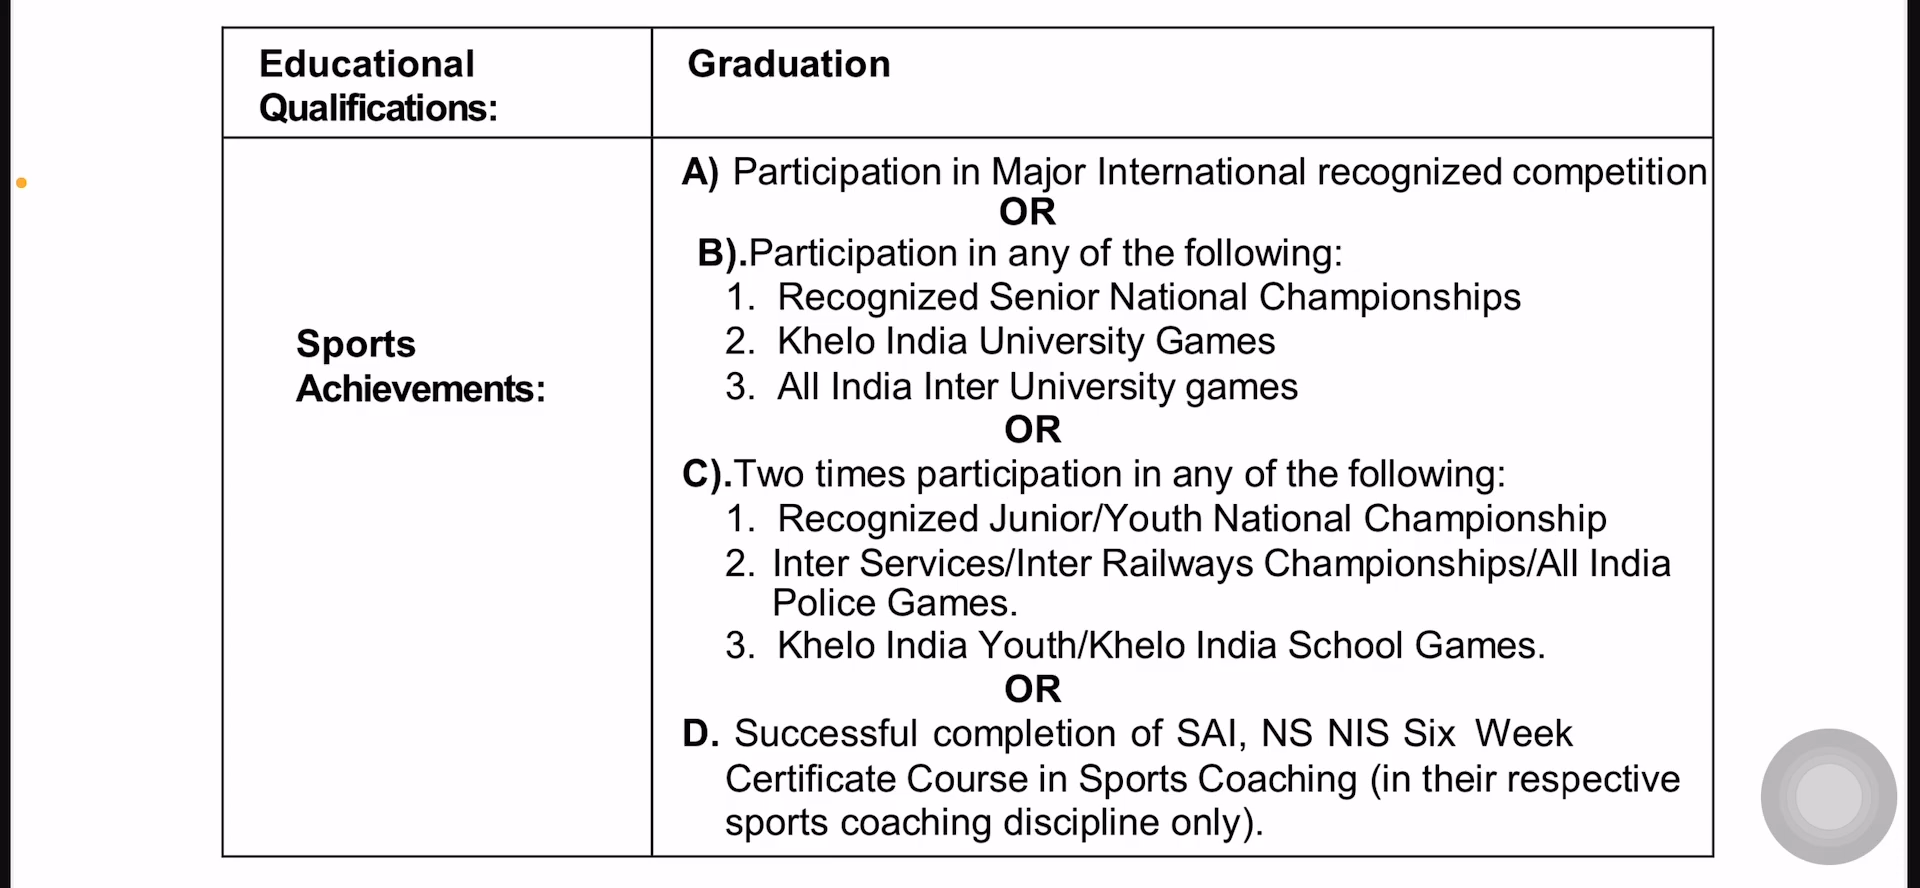 Educational
Qualifications:
Graduation
Sports
Achievements:
A) Participation in Major International recognized competition
OR
B).Participation in any of the following:
1. Recognized Senior National Championships
2. Khelo India University Games
3. All India Inter University games
OR
C).Two times participation in any of the following:
1. Recognized Junior/Youth National Championship
2. Inter Services/Inter Railways Championships/All India
Police Games.
3. Khelo India Youth/Khelo India School Games.
OR
D. Successful completion of SAI, NS NIS Six Week
Certificate Course in Sports Coaching (in their respective
sports coaching discipline only).